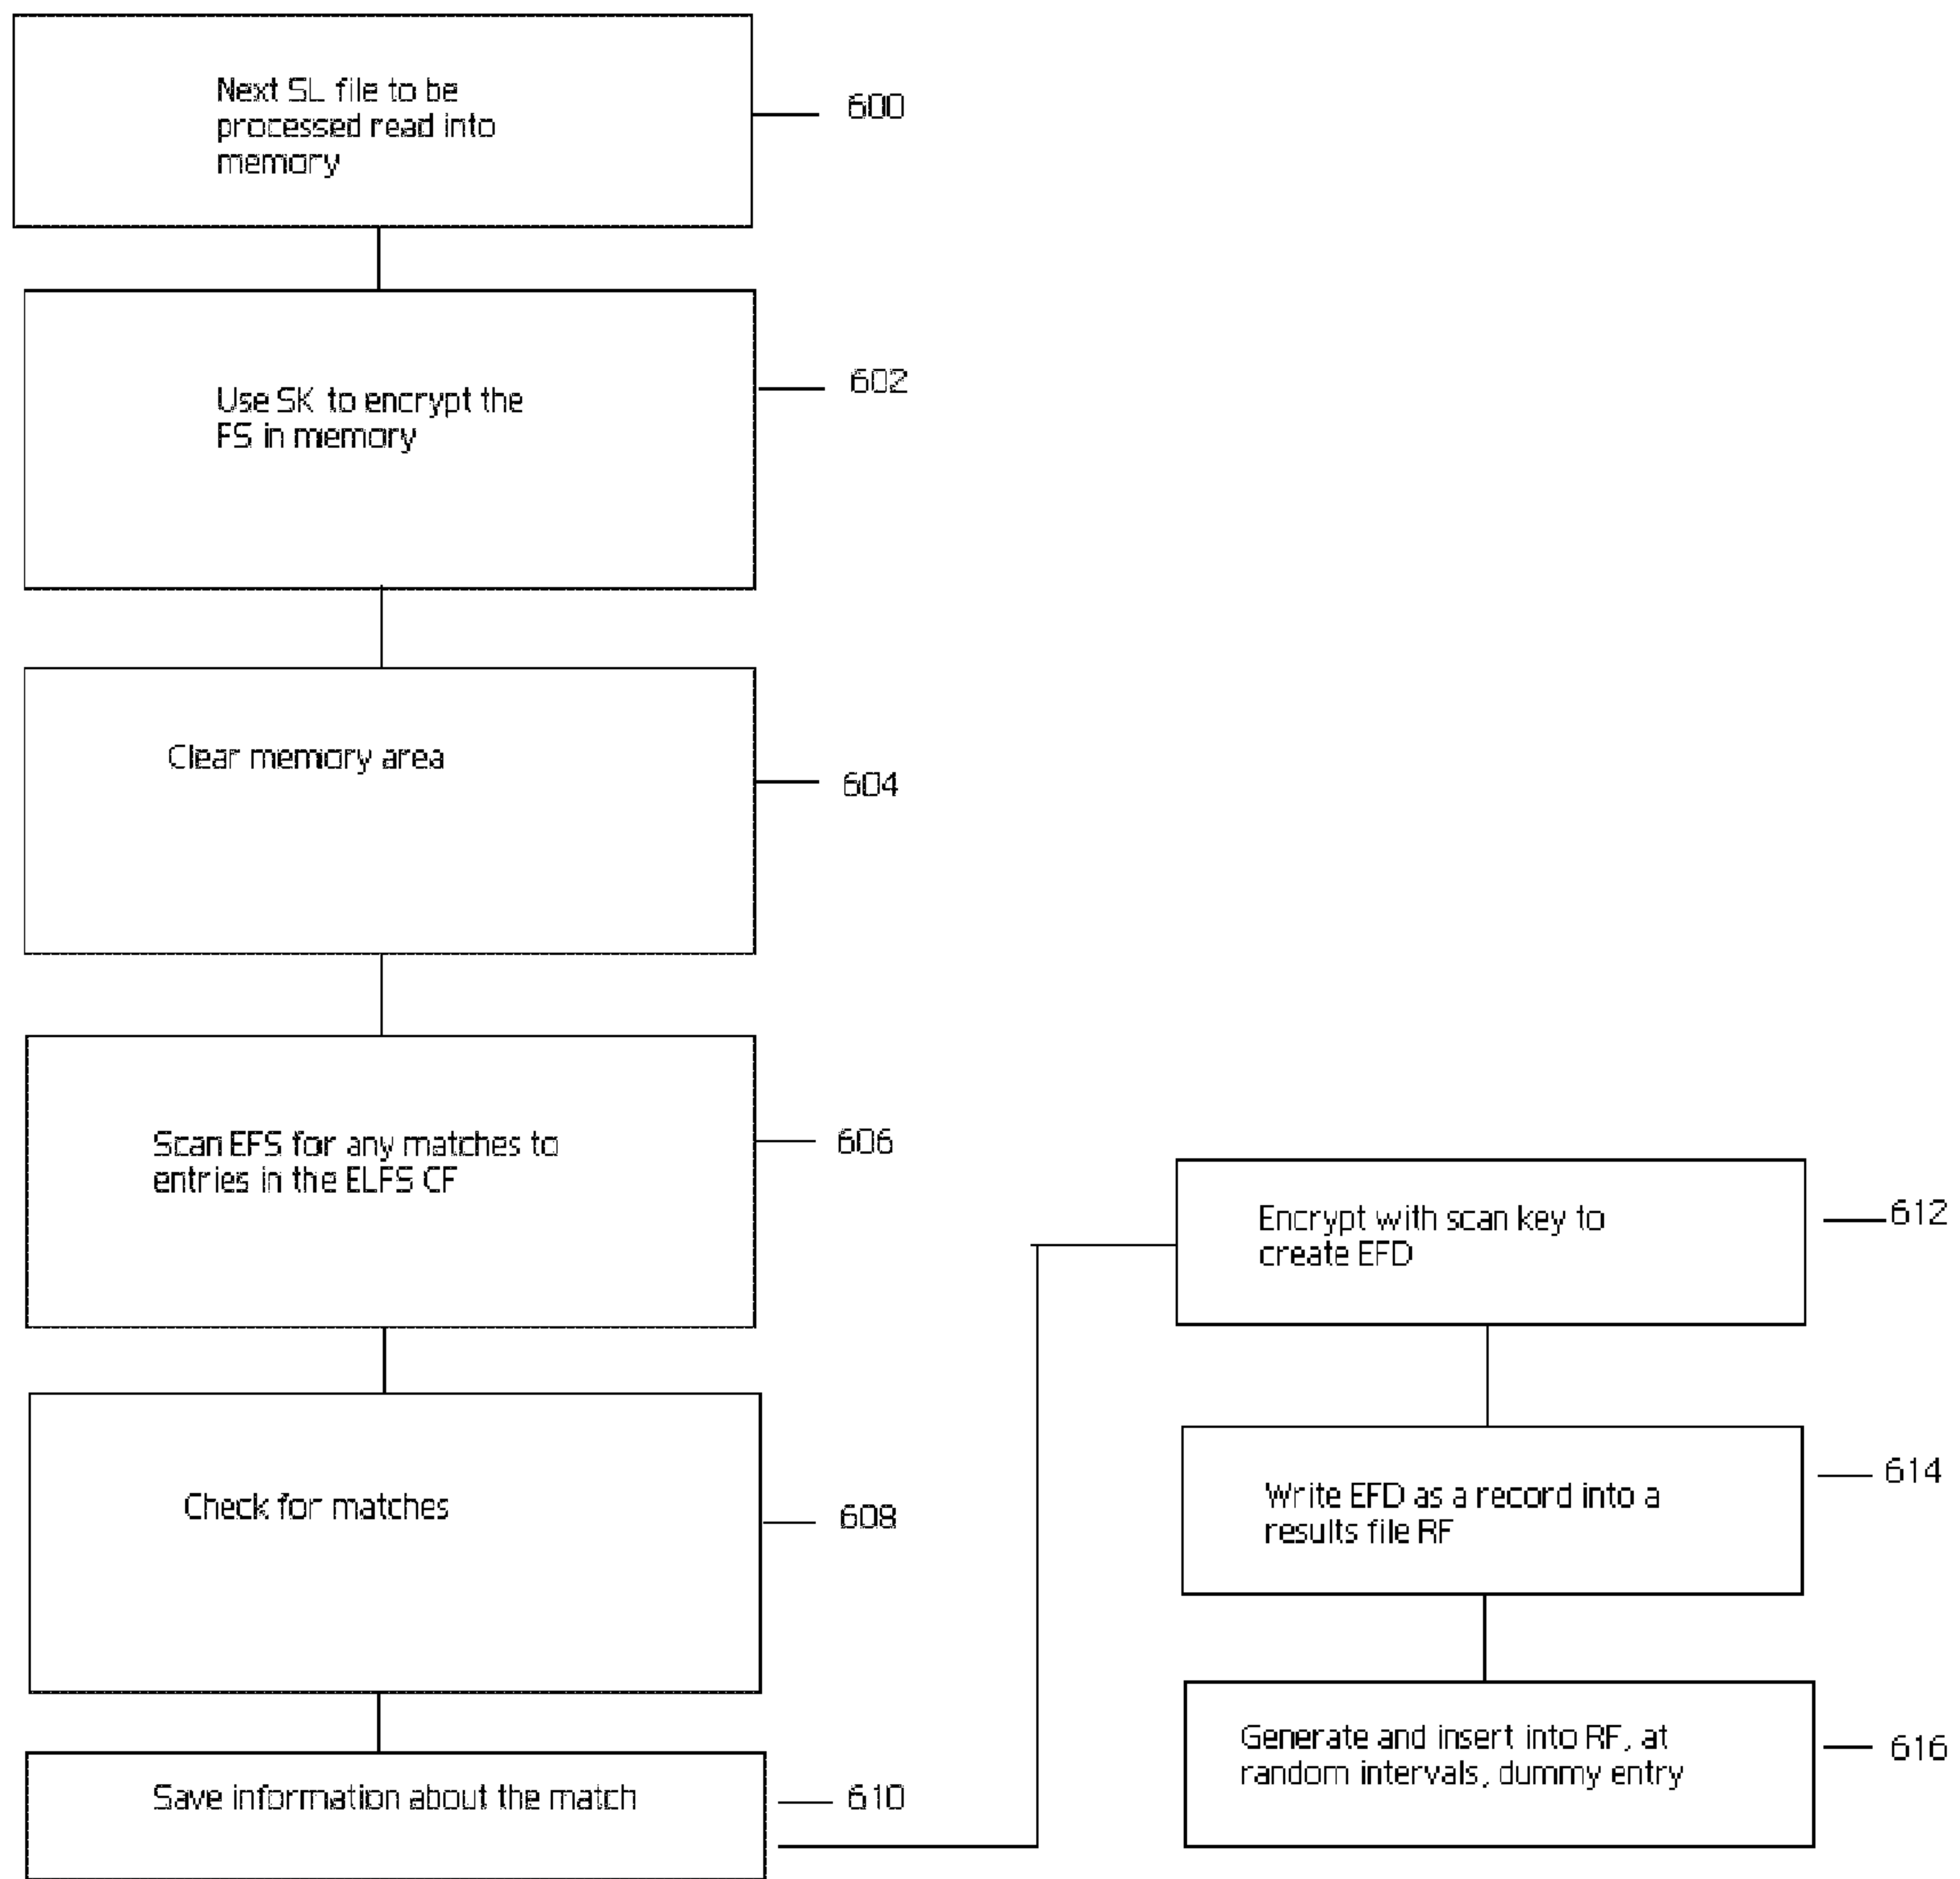 Next SL file to be
processed read into
memory
600
Use SK to encrypt the
FS in memory
602
Clear memory area
604
Scan EFS for any matches to
entries in the ELFS CF
606
Check for matches
608
Save information about the match
610
Encrypt with scan key to
create EFD
612
Write EFD as a record into a
results file RF
614
Generate and insert into RF, at
random intervals, dummy entry
616